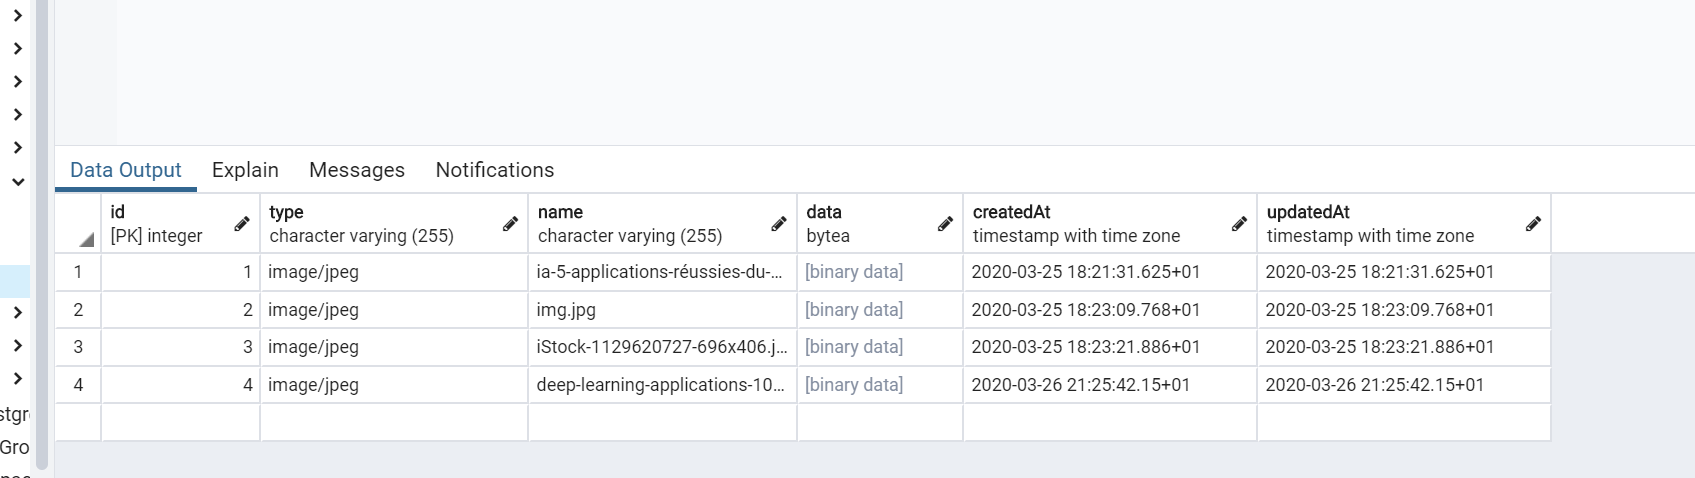 Data Output Explain Messages Notifications
id type name data createdAt updatedAt
[PK] integer character varying (255) character varying (255) bytea timestamp with time zone timestamp with time zone
1 1 image/jpeg ia-5-applications-réussies-du-... [binary data] 2020-03-25 18:21:31.625+01 2020-03-25 18:21:31.625+01
2 2 image/jpeg img.jpg [binary data] 2020-03-25 18:23:09.768+01 2020-03-25 18:23:09.768+01
3 3 image/jpeg iStock-1129620727-696x406.j... [binary data] 2020-03-25 18:23:21.886+01 2020-03-25 18:23:21.886+01
4 4 image/jpeg deep-learning-applications-10... [binary data] 2020-03-26 21:25:42.15+01 2020-03-26 21:25:42.15+01
stgr
Gro